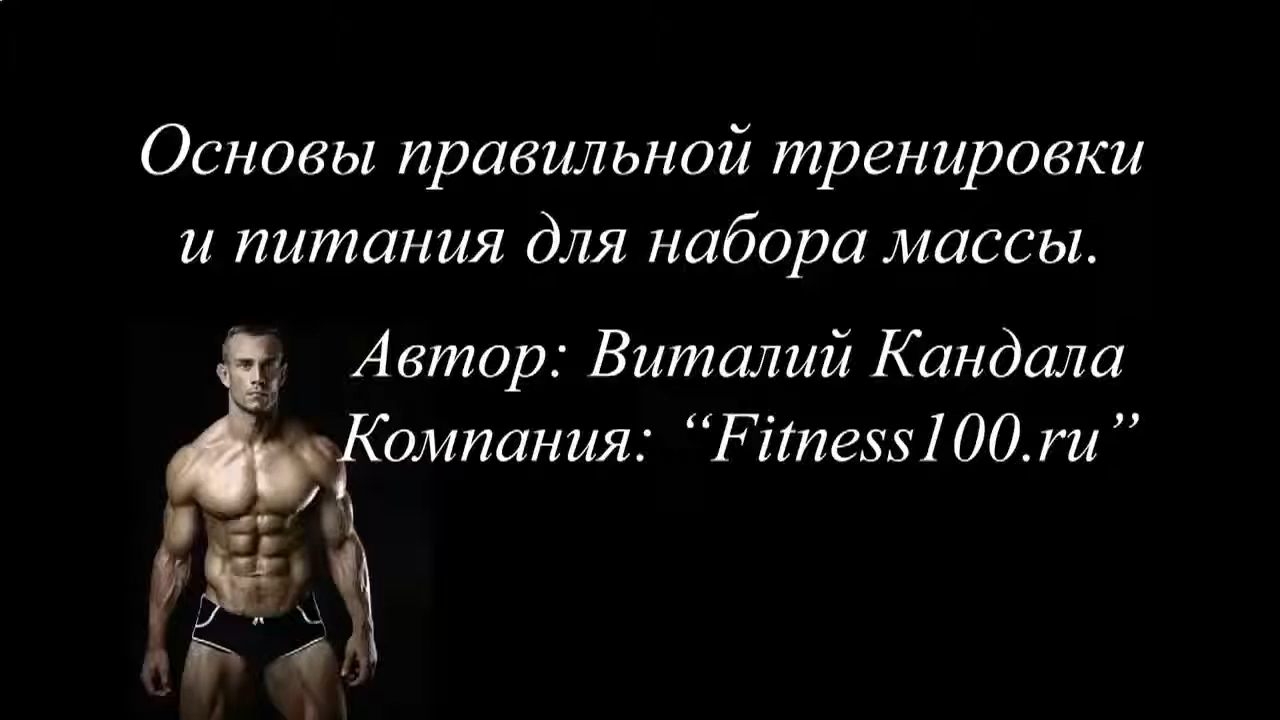 Основы правильной тренировки
и питания для набора массы.
Автор: Виталий Кандала
Компания: “Fitness100.ru”